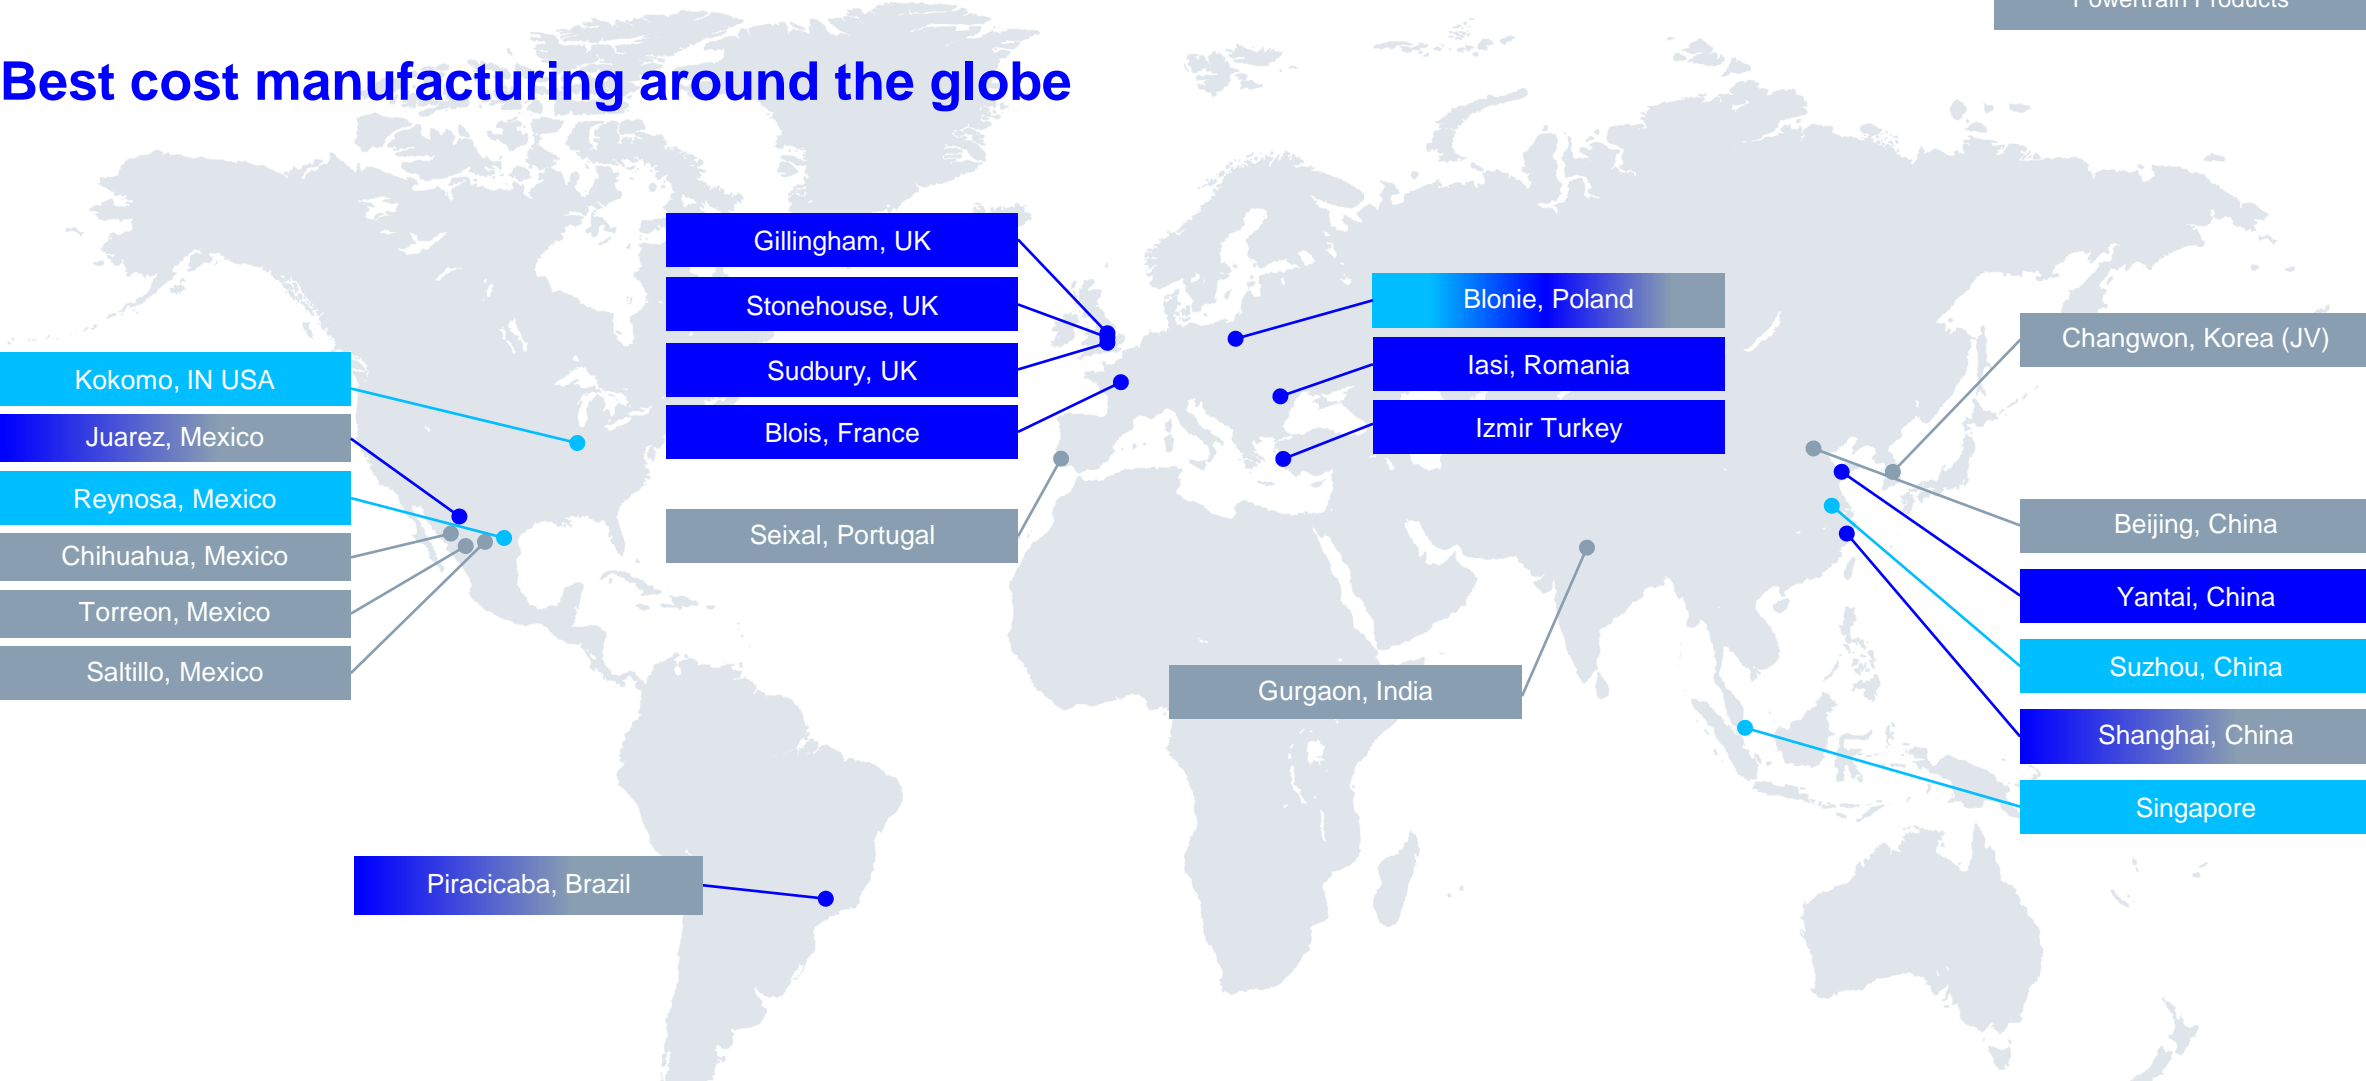 Powertrain Products
Best cost manufacturing around the globe
Gillingham, UK
Stonehouse, UK
Sudbury, UK
Blois, France
Seixal, Portugal
Blonie, Poland
Iasi, Romania
Izmir Turkey
Kokomo, IN USA
Juarez, Mexico
Reynosa, Mexico
Chihuahua, Mexico
Torreon, Mexico
Saltillo, Mexico
Piracicaba, Brazil
Gurgaon, India
Changwon, Korea (JV)
Beijing, China
Yantai, China
Suzhou, China
Shanghai, China
Singapore